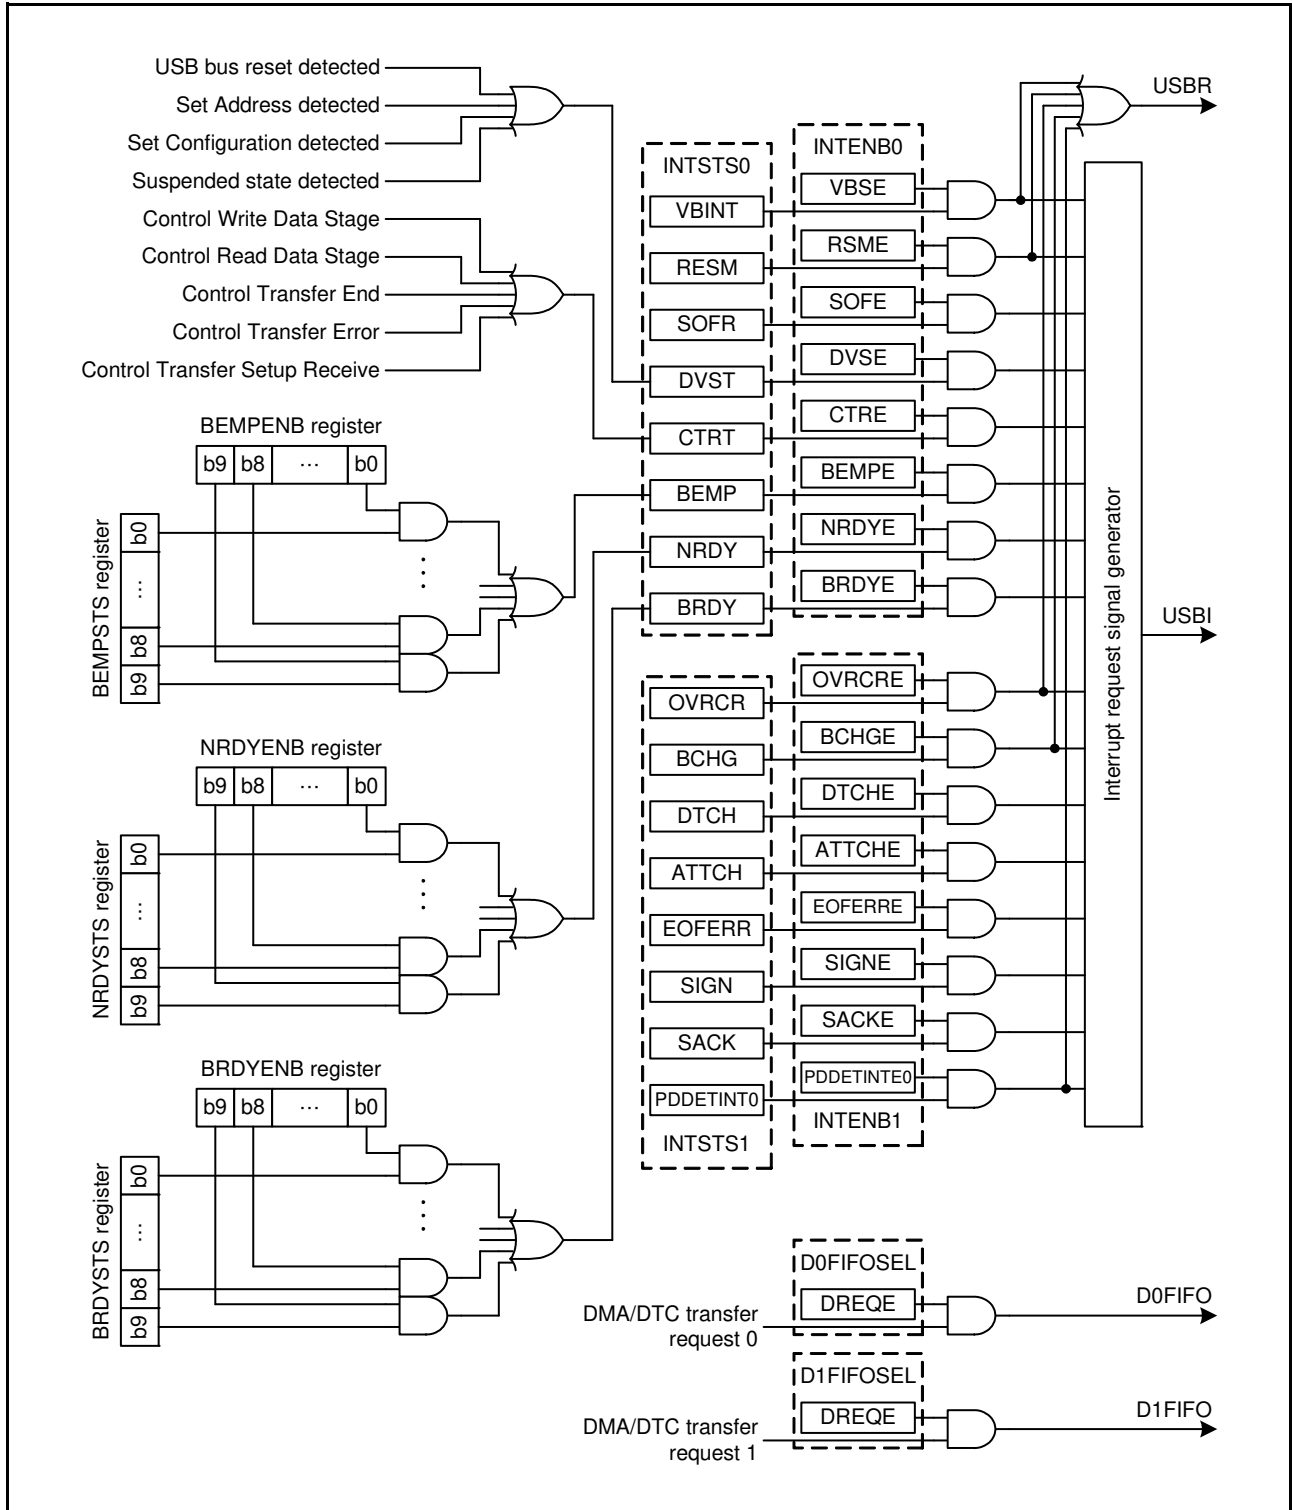 USB bus reset detected
Set Address detected
Set Configuration detected
Suspended state detected
Control Write Data Stage
Control Read Data Stage
Control Transfer End
Control Transfer Error
Control Transfer Setup Receive
BEMPENB register
b9 b8 ... b0
BEMPSTS register
b0
...
b8
b9
NRDYENB register
b9 b8 ... b0
NRDYSTS register
b0
...
b8
b9
BRDYENB register
b9 b8 ... b0
BRDYSTS register
b0
...
b8
b9
INTSTS0
VBINT
RESM
SOFR
DVST
CTRT
BEMP
NRDY
BRDY
OVRCR
BCHG
DTCH
ATTCH
EOFERR
SIGN
SACK
PDDETINT0
INTSTS1
INTENB0
VBSE
RSME
SOFE
DVSE
CTRE
BEMPE
NRDYE
BRDYE
OVRCRE
BCHGE
DTCHE
ATTCHE
EOFERRE
SIGNE
SACKE
PDDETINTE0
INTENB1
Interrupt request signal generator
USBR
USBI
D0FIFOSEL
DREQE
DMA/DTC transfer
request 0
D0FIFO
D1FIFOSEL
DREQE
DMA/DTC transfer
request 1
D1FIFO